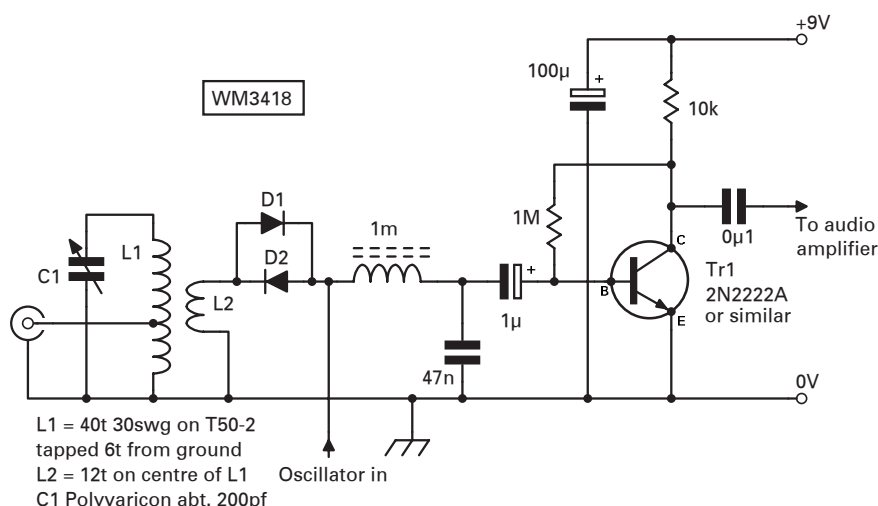 +9V
100µ
+
WM3418
10k
D1
1m
1M
L1
D2
0µ1
To audio
amplifier
C1
L2
+
C
B
E
Tr1
2N2222A
or similar
1µ
47n
0V
L1 = 40t 30swg on T50-2
tapped 6t from ground
L2 = 12t on centre of L1
Oscillator in
C1 Polyvaricon abt. 200pf